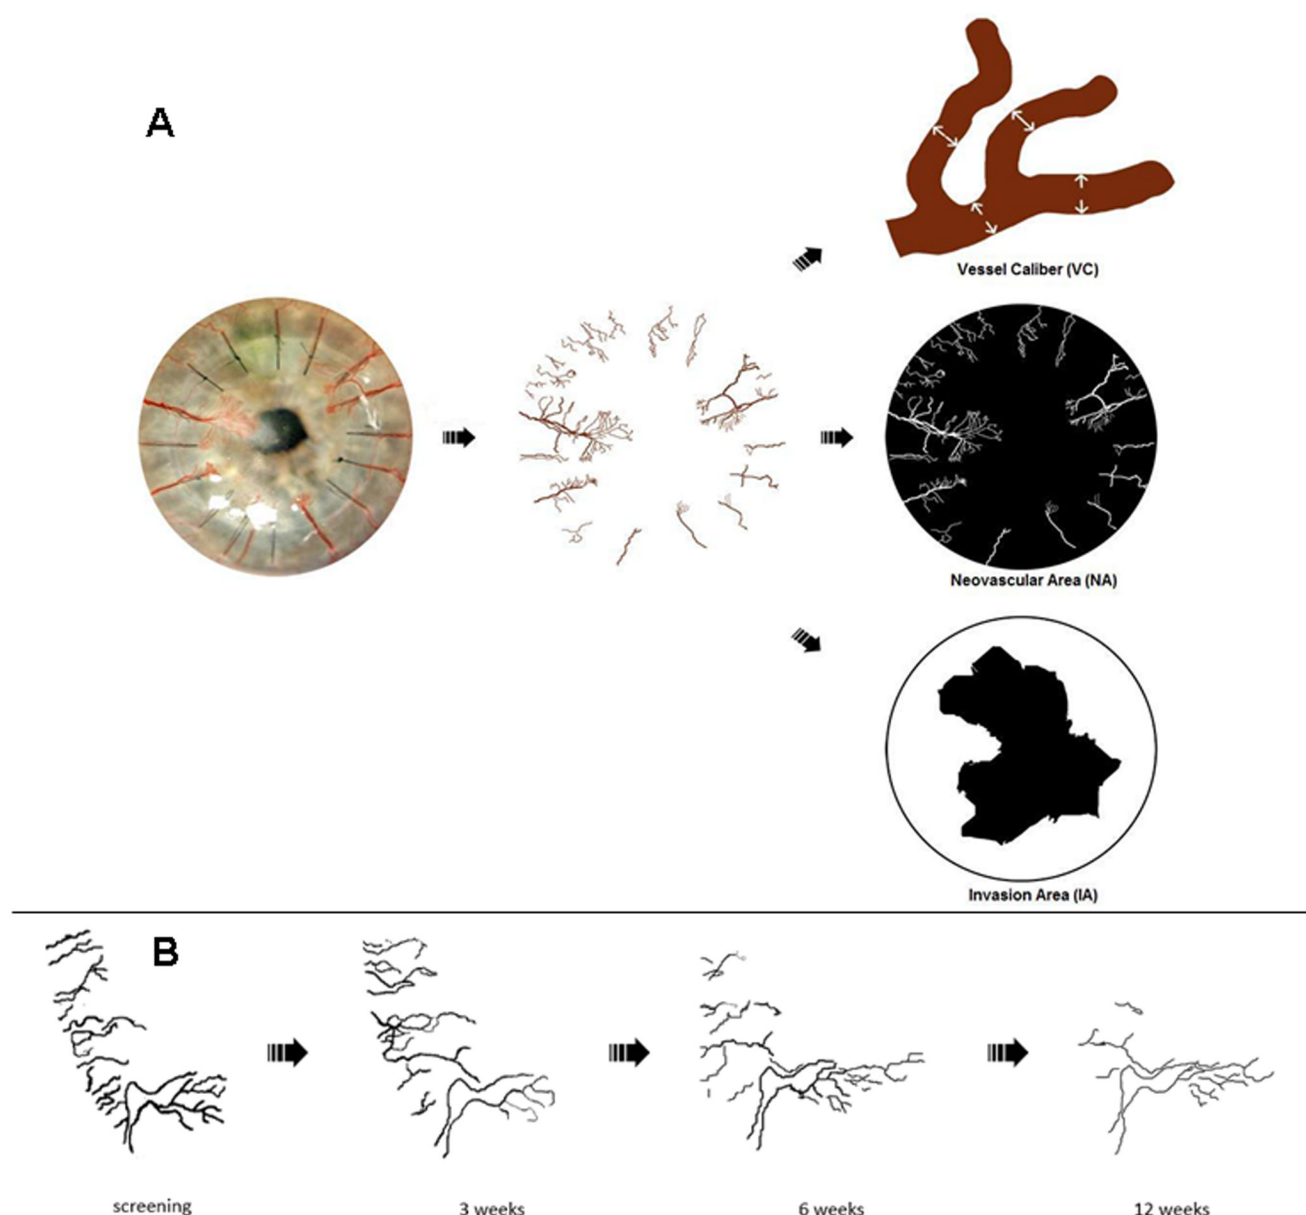 A
Vessel Caliber (VC)
Neovascular Area (NA)
Invasion Area (IA)
B
screening
3 weeks
6 weeks
12 weeks